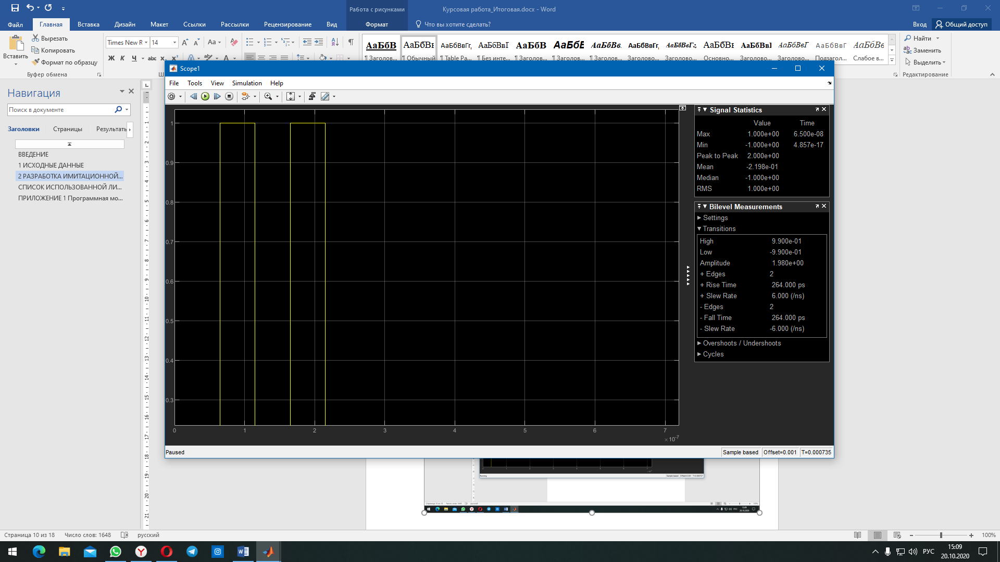 Работа с рисунками
Курсовая работа_Итоговая.docx - Word
Файл
Главная
Вставка
Дизайн
Макет
Ссылки
Рассылки
Рецензирование
Вид
Формат
Что вы хотите сделать?
Вход
Общий доступ
Вставить
Вырезать
Копировать
Формат по образцу
Буфер обмена
Times New R
14
Aa
Ж К Ч abc x₂ x²
АаБбВ АаБбВв АаБбВвГг, АаБбВвГ АаБбВ АаБбВ АаБбВв. АаБбВвГг АаБбВвГг, АаБбВв АаБбВвІ АаБбВвГ АаБбВвГ АаБбВв
¶ Заголов... ¶ Обычный ¶ Table Pa... ¶ Без инте... ¶ Заголов... ¶ Заголов... ¶ Заголов... Заголово... Заголово... Основно... Заголово... Заголово... Подзагол... Слабое в...
Найти
Заменить
Выделить
Редактирование
Навигация
Поиск в документе
Заголовки
Страницы
Результаты
ВВЕДЕНИЕ
1 ИСХОДНЫЕ ДАННЫЕ
2 РАЗРАБОТКА ИМИТАЦИОННОЙ...
СПИСОК ИСПОЛЬЗОВАННОЙ ЛИ...
ПРИЛОЖЕНИЕ 1 Программная мо...
Scope1
File Tools View Simulation Help
1
0.9
0.8
0.7
0.6
0.5
0.4
0.3
0 1 2 3 4 5 6 7
×10⁻⁷
Signal Statistics
Value Time
Max 1.000e+00 6.500e-08
Min -1.000e+00 4.857e-17
Peak to Peak 2.000e+00
Mean -2.198e-01
Median -1.000e+00
RMS 1.000e+00
Bilevel Measurements
Settings
Transitions
High 9.900e-01
Low -9.900e-01
Amplitude 1.980e+00
+ Edges 2
+ Rise Time 264.000 ps
+ Slew Rate 6.000 (/ns)
- Edges 2
- Fall Time 264.000 ps
- Slew Rate -6.000 (/ns)
Overshoots / Undershoots
Cycles
Paused
Sample based Offset=0.001 T=0.000735
Страница 10 из 18 Число слов: 1648 русский
100%
РУС
15:09
20.10.2020